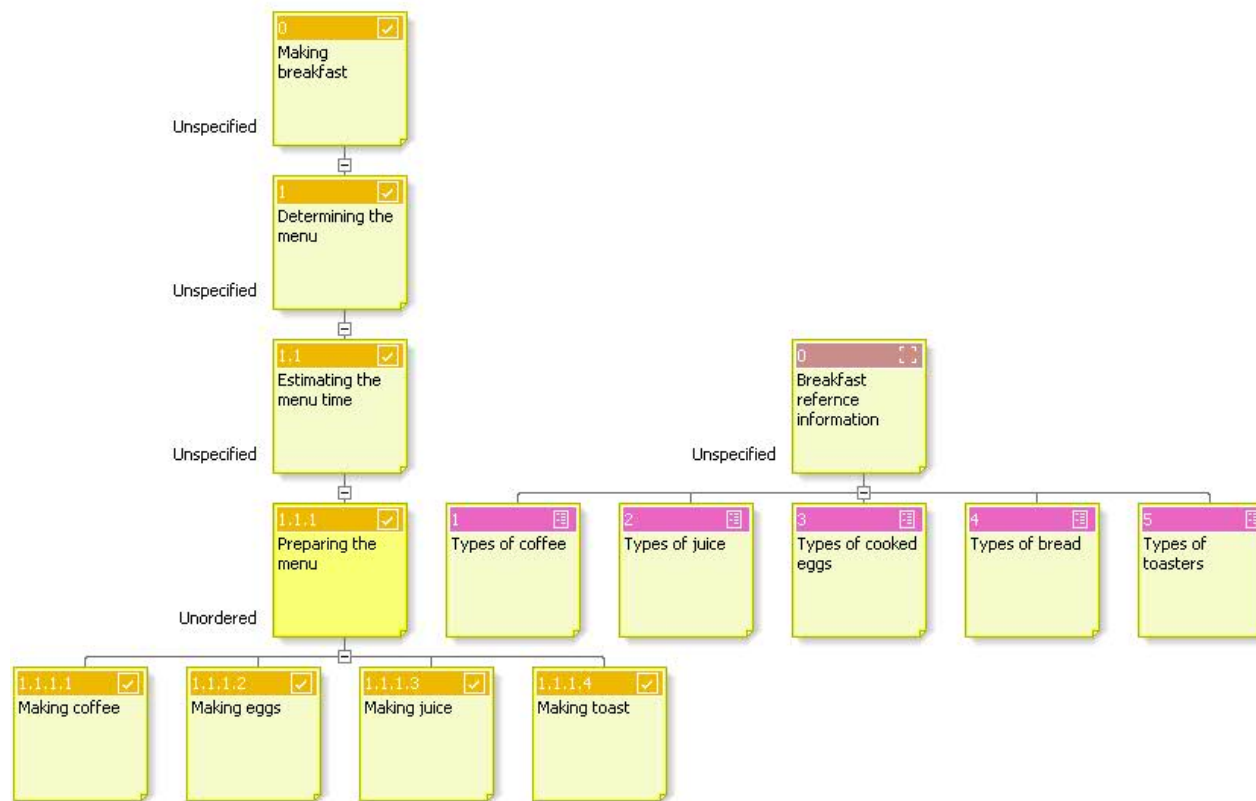 0
Making
breakfast
Unspecified
1
Determining the
menu
Unspecified
1.1
Estimating the
menu time
Unspecified
0
Breakfast
refernce
information
Unspecified
1.1.1
Preparing the
menu
Unordered
1
Types of coffee
2
Types of juice
3
Types of cooked
eggs
4
Types of bread
5
Types of
toasters
1.1.1.1
Making coffee
1.1.1.2
Making eggs
1.1.1.3
Making juice
1.1.1.4
Making toast